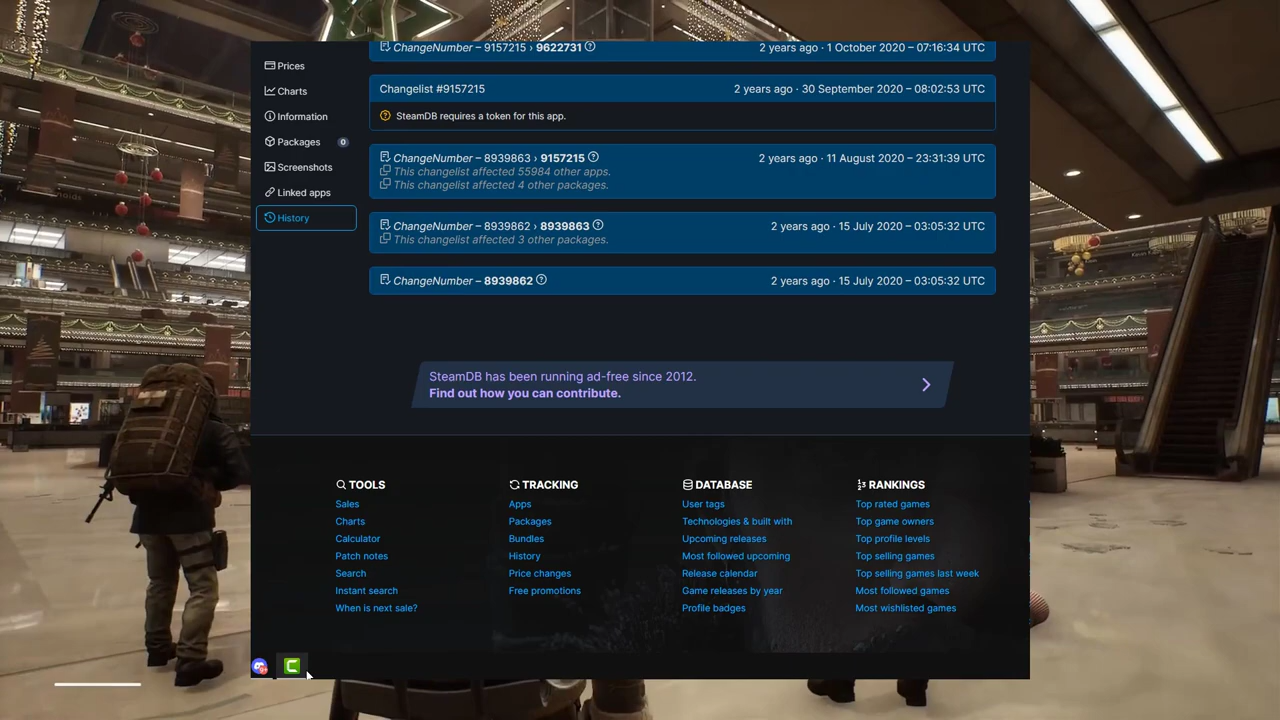 ChangeNumber – 9157215 › 9622731 2 years ago · 1 October 2020 – 07:16:34 UTC
Prices
Charts
Information
Packages 0
Screenshots
Linked apps
History
Changelist #9157215 2 years ago · 30 September 2020 – 08:02:53 UTC
SteamDB requires a token for this app.
ChangeNumber – 8939863 › 9157215 2 years ago · 11 August 2020 – 23:31:39 UTC
This changelist affected 55984 other apps.
This changelist affected 4 other packages.
ChangeNumber – 8939862 › 8939863 2 years ago · 15 July 2020 – 03:05:32 UTC
This changelist affected 3 other packages.
ChangeNumber – 8939862 2 years ago · 15 July 2020 – 03:05:32 UTC
SteamDB has been running ad-free since 2012.
Find out how you can contribute.
TOOLS
Sales
Charts
Calculator
Patch notes
Search
Instant search
When is next sale?
TRACKING
Apps
Packages
Bundles
History
Price changes
Free promotions
DATABASE
User tags
Technologies & built with
Upcoming releases
Most followed upcoming
Release calendar
Game releases by year
Profile badges
RANKINGS
Top rated games
Top game owners
Top profile levels
Top selling games
Top selling games last week
Most followed games
Most wishlisted games